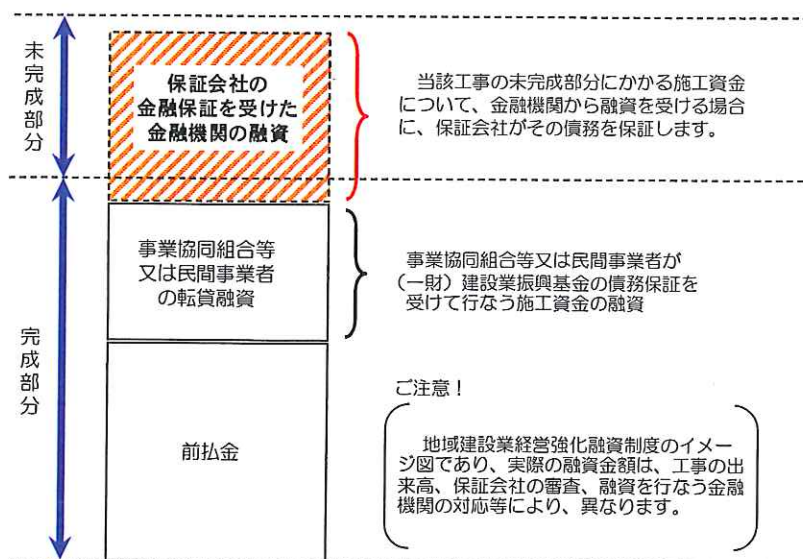 未完成部分
保証会社の
金融保証を受けた
金融機関の融資
当該工事の未完成部分にかかる施工資金
について、金融機関から融資を受ける場合
に、保証会社がその債務を保証します。
完成部分
事業協同組合等
又は民間事業者
の転貸融資
事業協同組合等又は民間事業者が
(一財)建設業振興基金の債務保証を
受けて行なう施工資金の融資
前払金
ご注意!
地域建設業経営強化融資制度のイメー
ジ図であり、実際の融資金額は、工事の出
来高、保証会社の審査、融資を行なう金融
機関の対応等により、異なります。